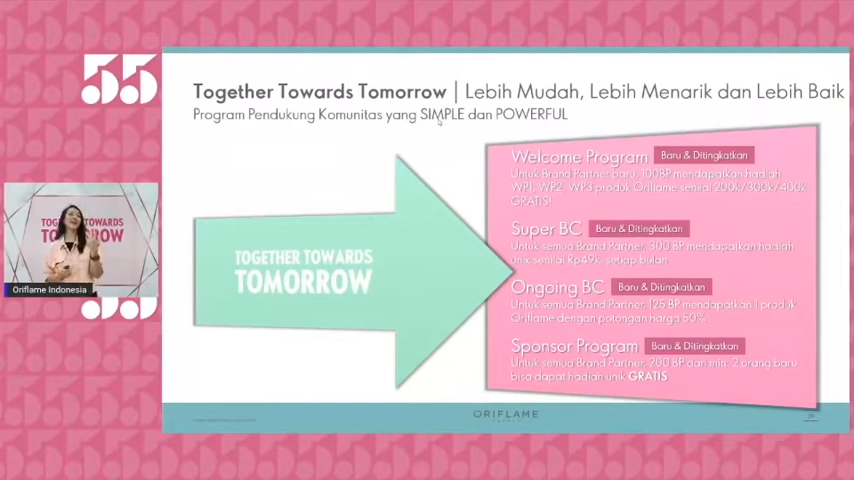 55
Together Towards Tomorrow | Lebih Mudah, Lebih Menarik dan Lebih Baik
Program Pendukung Komunitas yang SIMPLE dan POWERFUL
Welcome Program Baru & Ditingkatkan
Untuk Brand Partner baru, 100BP mendapatkan hadiah
WP1, WP2, WP3 produk Oriflame senilai 200k/300k/400k
GRATIS!
Super BC Baru & Ditingkatkan
Untuk semua Brand Partner, 300 BP mendapatkan hadiah
unik senilai Rp49k, setiap bulan
Ongoing BC Baru & Ditingkatkan
Untuk semua Brand Partner, 125 BP mendapatkan 1 produk
Oriflame dengan potongan harga 50%
Sponsor Program Baru & Ditingkatkan
Untuk semua Brand Partner, 200 BP dan min. 2 orang baru
bisa dapat hadiah unik GRATIS
TOGETHER TOWARDS
TOMORROW
TOGETHER TOWARDS
Oriflame Indonesia
ORIFLAME